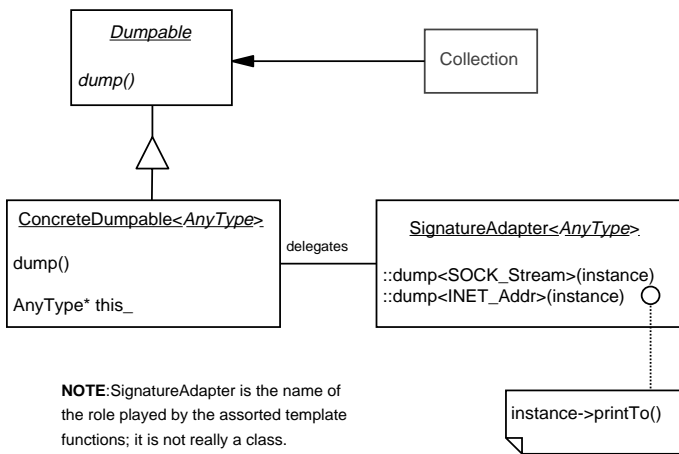 Dumpable
dump()
Collection
ConcreteDumpable<AnyType>
dump()
AnyType* this_
delegates
SignatureAdapter<AnyType>
::dump<SOCK_Stream>(instance)
::dump<INET_Addr>(instance)
NOTE:SignatureAdapter is the name of
the role played by the assorted template
functions; it is not really a class.
instance->printTo()